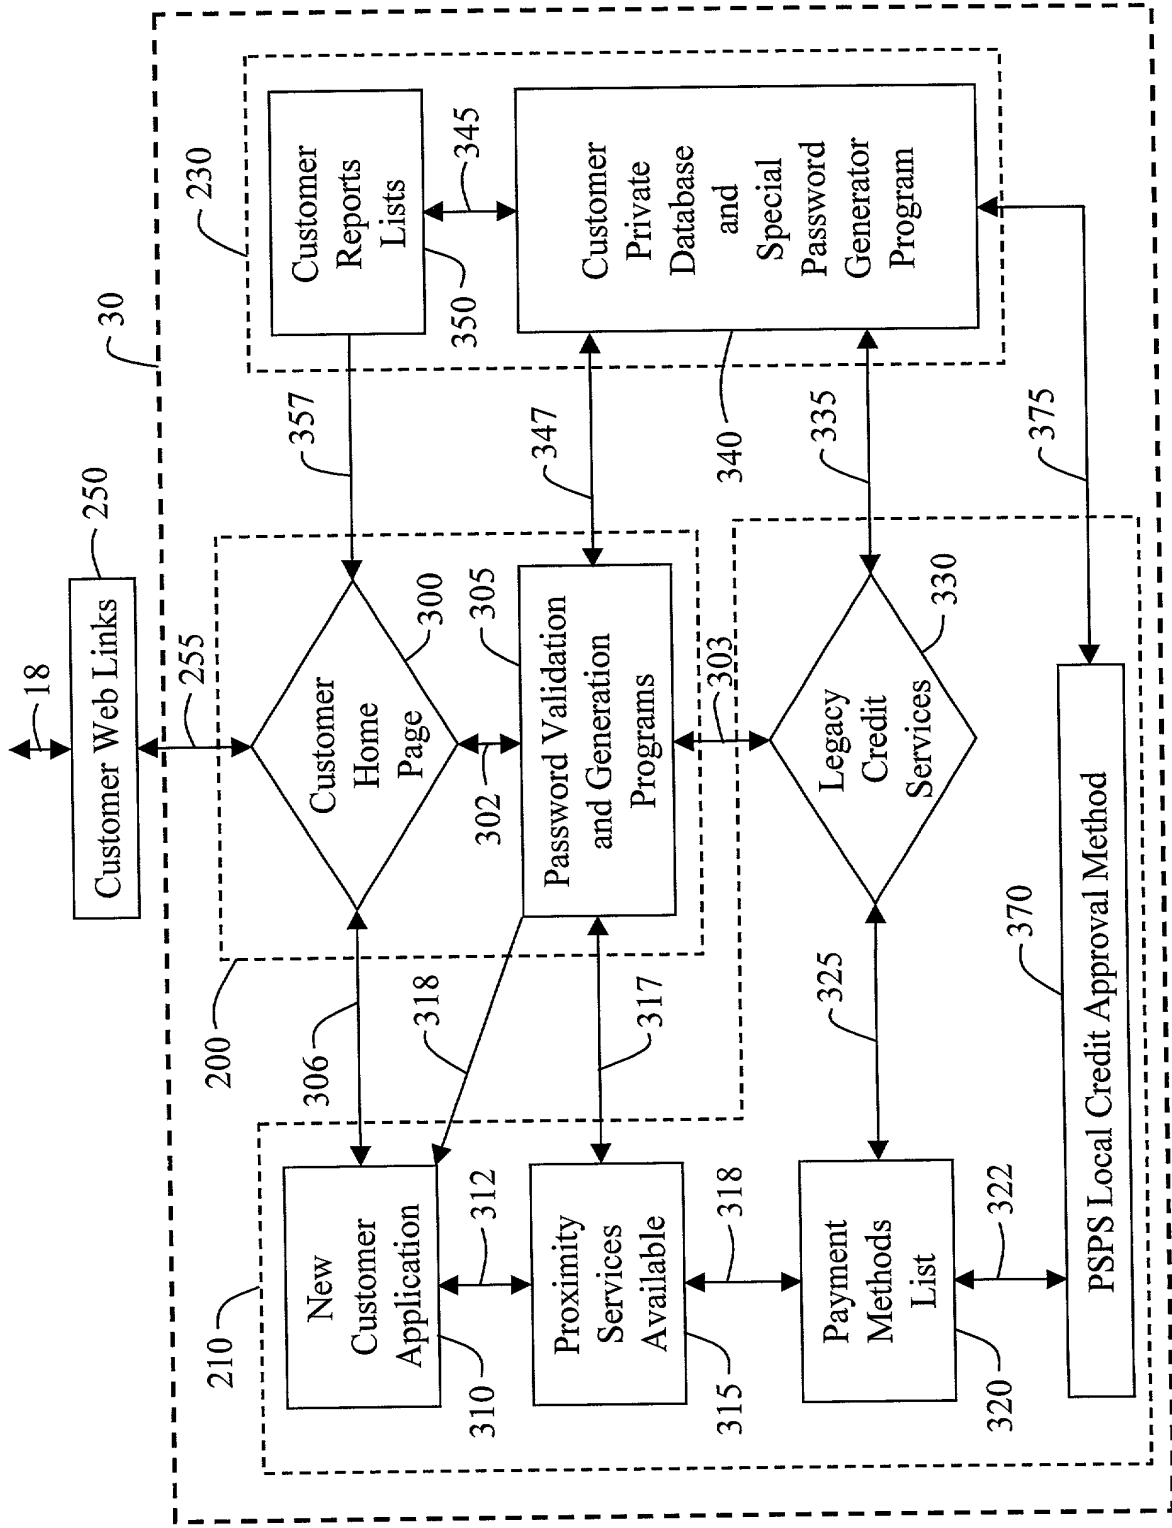 18
Customer Web Links
250
30
255
230
200
210
Customer
Home
Page
300
357
Customer
Reports
Lists
350
345
306
New
Customer
Application
310
318
302
305
Password Validation
and Generation
Programs
347
Customer
Private
Database
and
Special
Password
Generator
Program
340
312
Proximity
Services
Available
315
317
303
318
Payment
Methods
List
320
325
Legacy
Credit
Services
330
335
322
370
375
PSPS Local Credit Approval Method